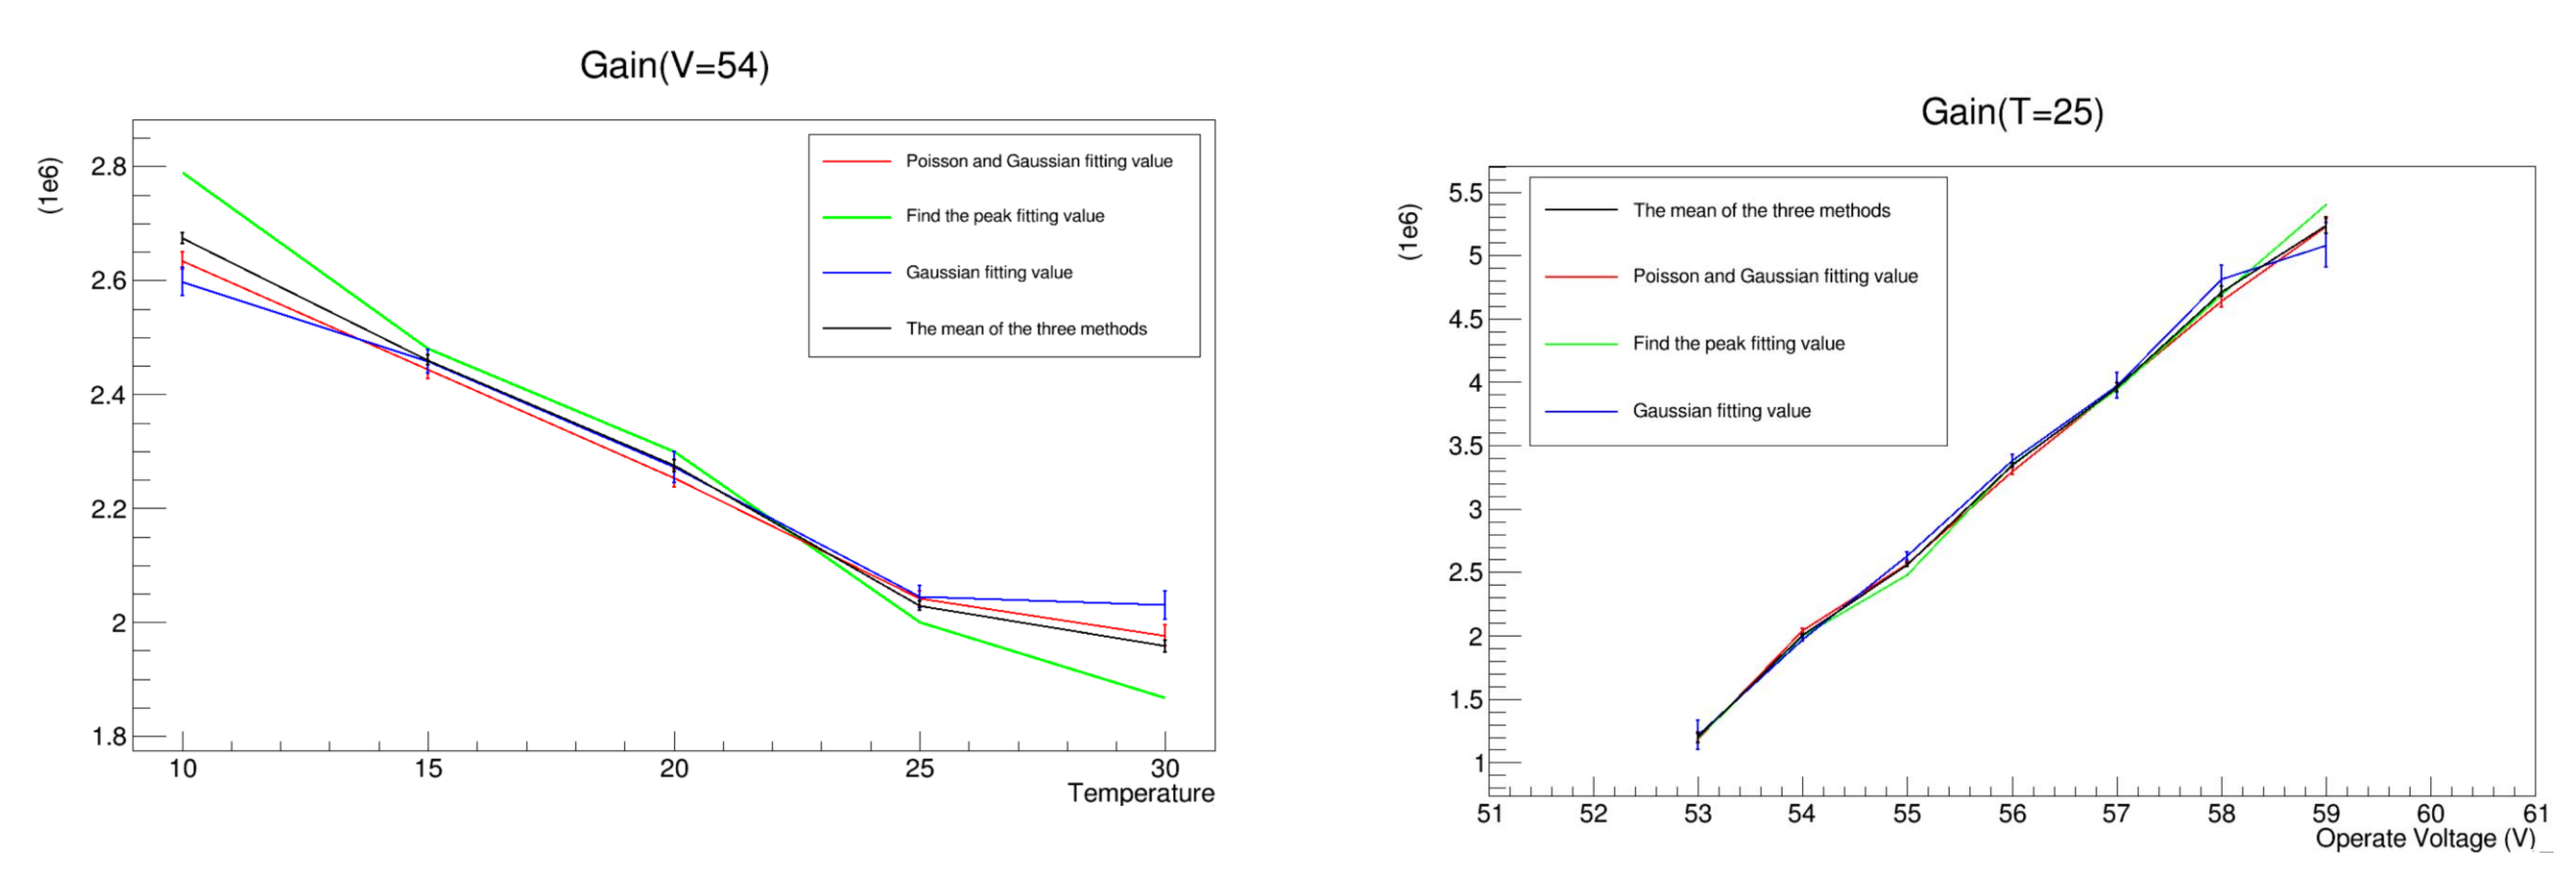 Gain(V=54)
(1e6)
2.8
2.6
2.4
2.2
2
1.8
Poisson and Gaussian fitting value
Find the peak fitting value
Gaussian fitting value
The mean of the three methods
10 15 20 25 30
Temperature
Gain(T=25)
(1e6)
5.5
5
4.5
4
3.5
3
2.5
2
1.5
1
The mean of the three methods
Poisson and Gaussian fitting value
Find the peak fitting value
Gaussian fitting value
51 52 53 54 55 56 57 58 59 60 61
Operate Voltage (V)